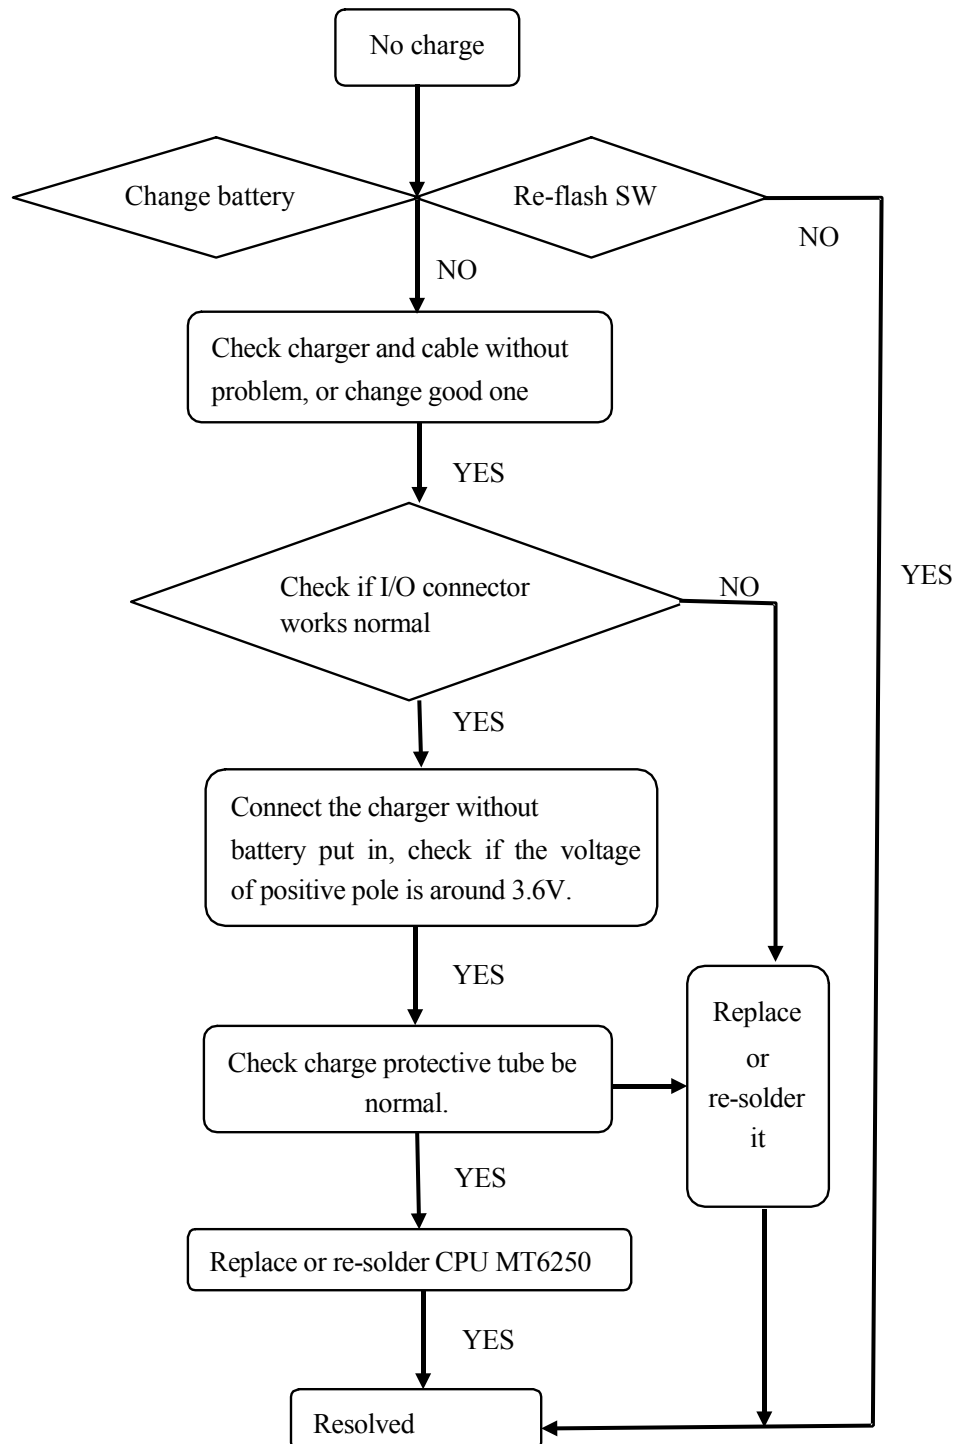 No charge
Change battery
Re-flash SW
NO
NO
Check charger and cable without
problem, or change good one
YES
YES
Check if I/O connector
works normal
NO
YES
Connect the charger without
battery put in, check if the voltage
of positive pole is around 3.6V.
YES
Replace
or
re-solder
it
Check charge protective tube be
normal.
YES
Replace or re-solder CPU MT6250
YES
Resolved